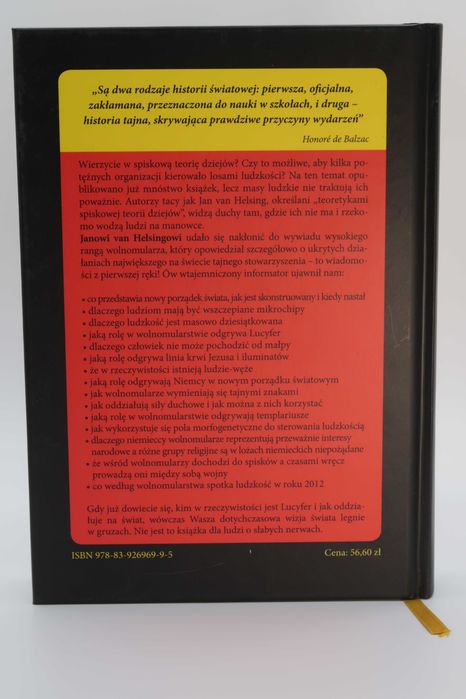 „Są dwa rodzaje historii światowej: pierwsza, oficjalna,
zakłamana, przeznaczona do nauki w szkołach, i druga –
historia tajna, skrywająca prawdziwe przyczyny wydarzeń”
Honoré de Balzac
Wierzycie w spiskową teorię dziejów? Czy to możliwe, aby kilka po-
tężnych organizacji kierowało losami ludzkości? Na ten temat opu-
blikowano już mnóstwo książek, lecz masy ludzkie nie traktują ich
poważnie. Autorzy tacy jak Jan van Helsing, określani „teoretykami
spiskowej teorii dziejów”, widzą duchy tam, gdzie ich nie ma i rzeko-
mo wodzą ludzi na manowce.
Janowi van Helsingowi udało się nakłonić do wywiadu wysokiego
rangą wolnomularza, który opowiedział szczegółowo o ukrytych dzia-
łaniach największego na świecie tajnego stowarzyszenia – to wiadomo-
ści z pierwszej ręki! Ów wtajemniczony informator ujawnił nam:
• co przedstawia nowy porządek świata, jak jest skonstruowany i kiedy nastał
• dlaczego ludziom mają być wszczepiane mikrochipy
• dlaczego ludzkość jest masowo dziesiątkowana
• jaką rolę w wolnomularstwie odgrywa Lucyfer
• dlaczego człowiek nie może pochodzić od małpy
• jaką rolę odgrywa linia krwi Jezusa i iluminatów
• że w rzeczywistości istnieją ludzie-węże
• jaką rolę odgrywają Niemcy w nowym porządku światowym
• jak wolnomularze wymieniają się tajnymi znakami
• jak oddziałują siły duchowe i jak można z nich korzystać
• jaką rolę w wolnomularstwie odgrywają templariusze
• jak wykorzystuje się pola morfogenetyczne do sterowania ludzkością
• dlaczego niemieccy wolnomularze reprezentują przeważnie interesy
narodowe a różne grupy religijne są w lożach niemieckich niepożądane
• że wśród wolnomularzy dochodzi do spisków a czasami wręcz
prowadzą oni między sobą wojny
• co według wolnomularstwa spotka ludzkość w roku 2012
Gdy już dowiecie się, kim w rzeczywistości jest Lucyfer i jak oddzia-
łuje na świat, wówczas Wasza dotychczasowa wizja świata legnie
w gruzach. Nie jest to książka dla ludzi o słabych nerwach.
ISBN 978-83-926969-9-5
Cena: 56,60 zł